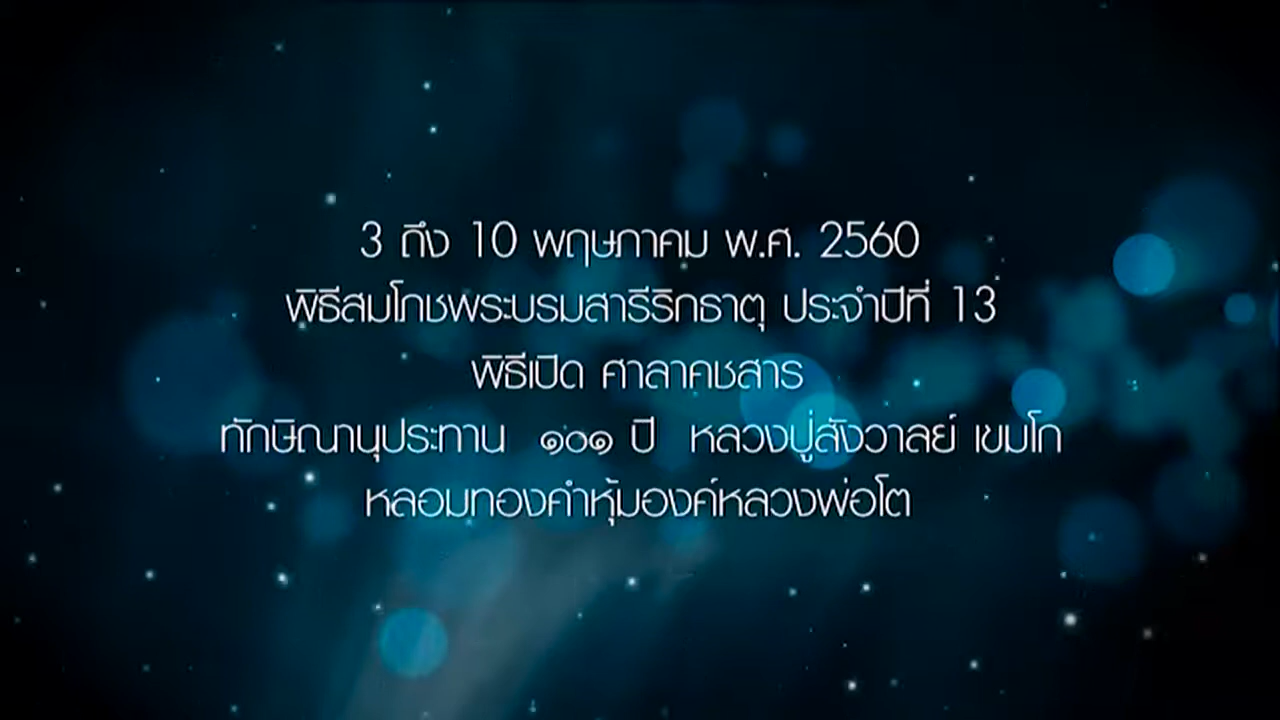 3 ถึง 10 พฤษภาคม พ.ศ. 2560
พิธีสมโภชพระบรมสารีริกธาตุ ประจำปีที่ 13
พิธีเปิด ศาลาคชสาร
ทักษิณานุประทาน ๑๐๑ ปี หลวงปู่สังวาลย์ เขมโก
หลอมทองคำหุ้มองค์หลวงพ่อโต